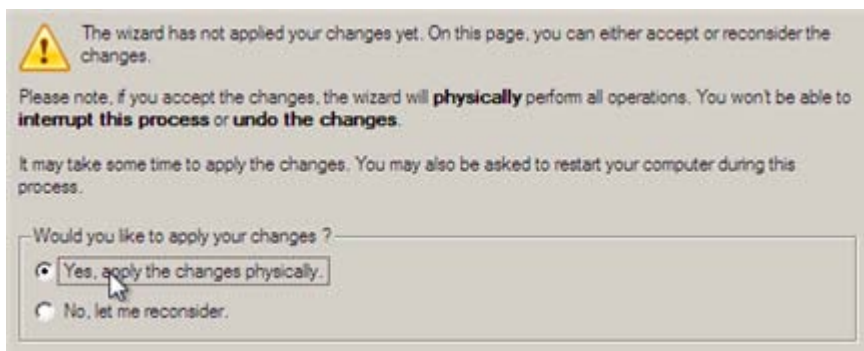 The wizard has not applied your changes yet. On this page, you can either accept or reconsider the
changes.
Please note, if you accept the changes, the wizard will physically perform all operations. You won't be able to
interrupt this process or undo the changes.
It may take some time to apply the changes. You may also be asked to restart your computer during this
process.
Would you like to apply your changes ?
Yes, apply the changes physically.
No, let me reconsider.